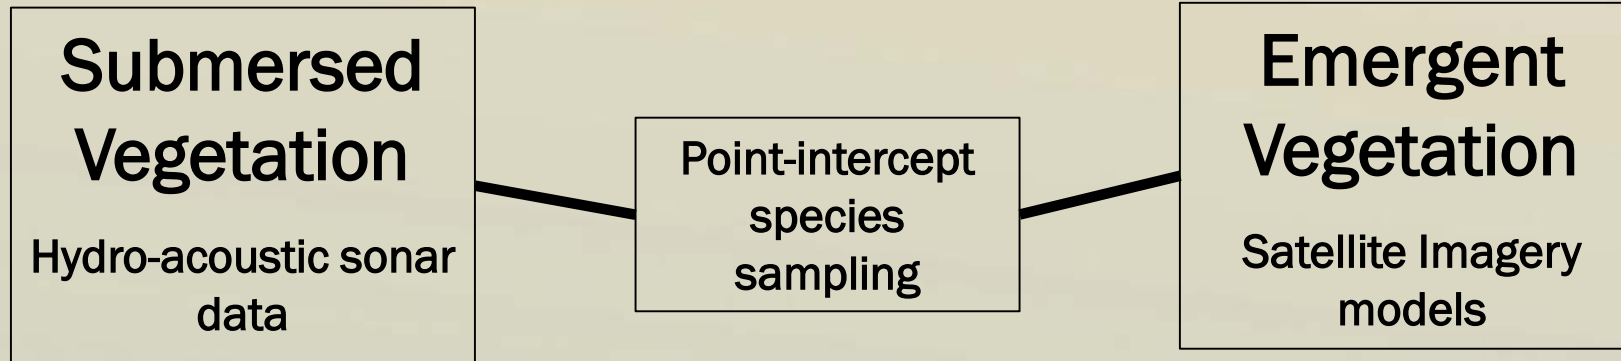 Submersed
Vegetation
Hydro-acoustic sonar
data
Point-intercept
species
sampling
Emergent
Vegetation
Satellite Imagery
models